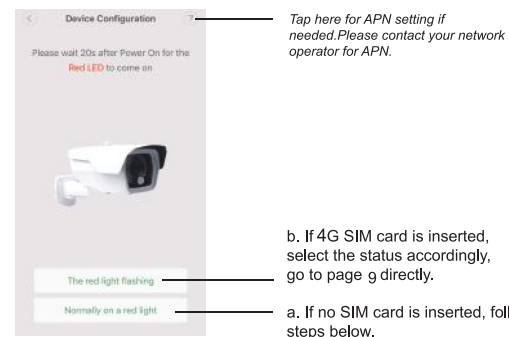 Device Configuration
?
Please wait 20s after Power On for the
Red LED to come on
The red light flashing
Normally on a red light
Tap here for APN setting if
needed.Please contact your network
operator for APN.
b. If 4G SIM card is inserted,
select the status accordingly,
go to page 9 directly.
a. If no SIM card is inserted, foll
steps below.